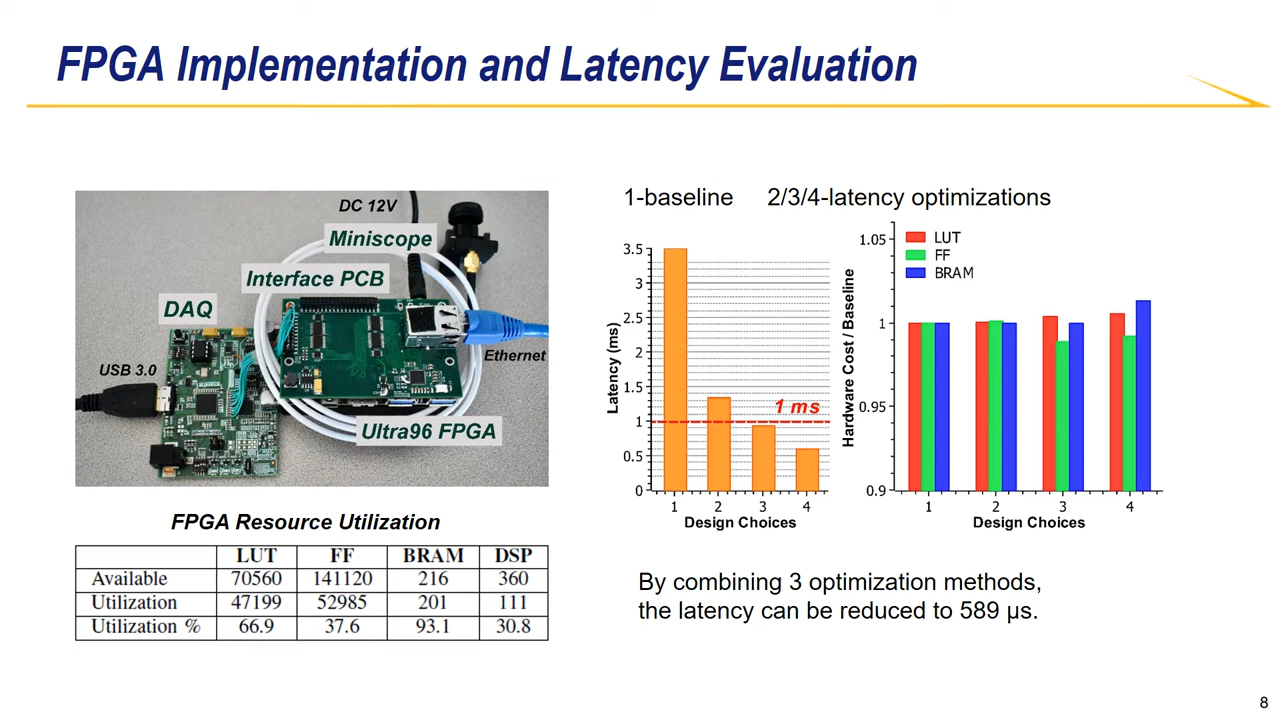 FPGA Implementation and Latency Evaluation
DC 12V
Miniscope
Interface PCB
DAQ
USB 3.0
Ethernet
Ultra96 FPGA
FPGA Resource Utilization
LUT FF BRAM DSP
Available 70560 141120 216 360
Utilization 47199 52985 201 111
Utilization % 66.9 37.6 93.1 30.8
1-baseline 2/3/4-latency optimizations
Latency (ms)
3.5
3
2.5
2
1.5
1
0.5
0
1 ms
1 2 3 4
Design Choices
Hardware Cost / Baseline
1.05
1
0.95
0.9
LUT
FF
BRAM
1 2 3 4
Design Choices
By combining 3 optimization methods,
the latency can be reduced to 589 µs.
8